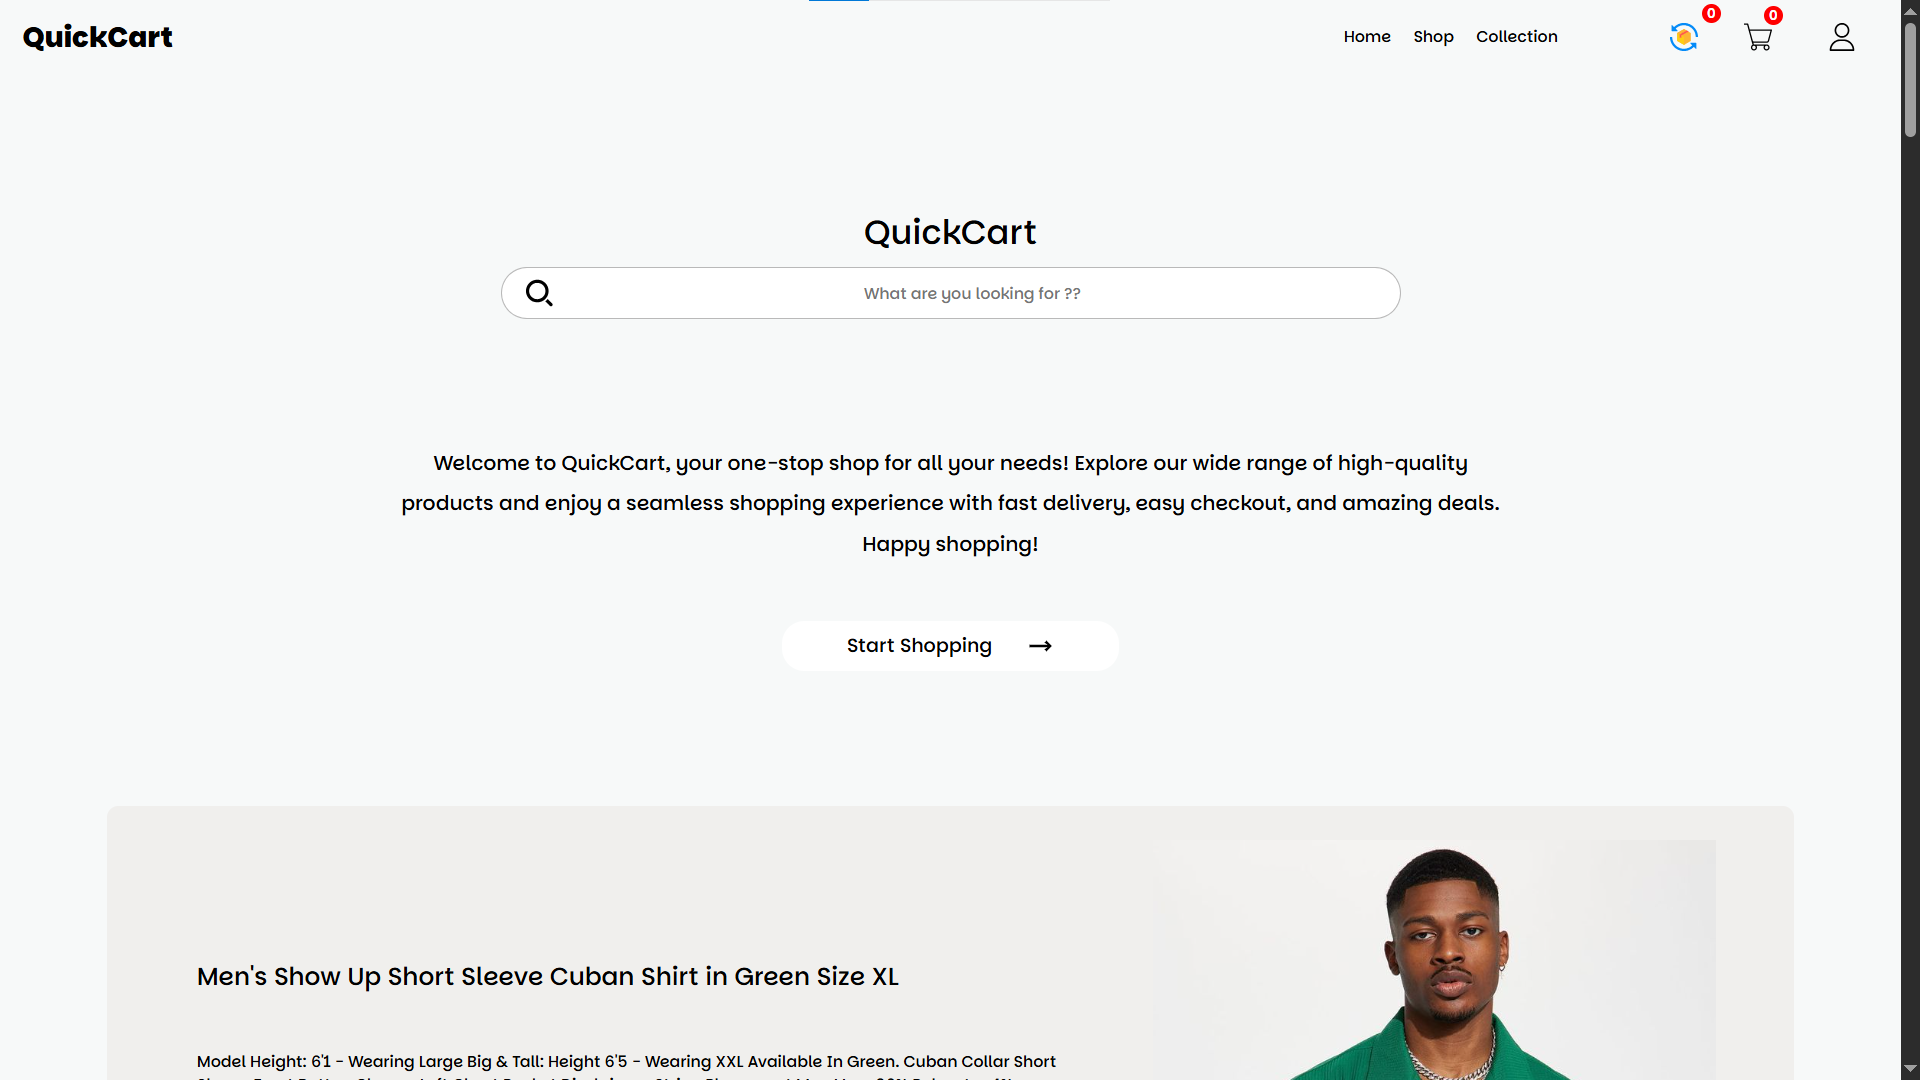 QuickCart
Home Shop Collection 0 0
QuickCart
What are you looking for ??
Welcome to QuickCart, your one-stop shop for all your needs! Explore our wide range of high-quality
products and enjoy a seamless shopping experience with fast delivery, easy checkout, and amazing deals.
Happy shopping!
Start Shopping
Men's Show Up Short Sleeve Cuban Shirt in Green Size XL
Model Height: 6'1 - Wearing Large Big & Tall: Height 6'5 - Wearing XXL Available In Green. Cuban Collar Short